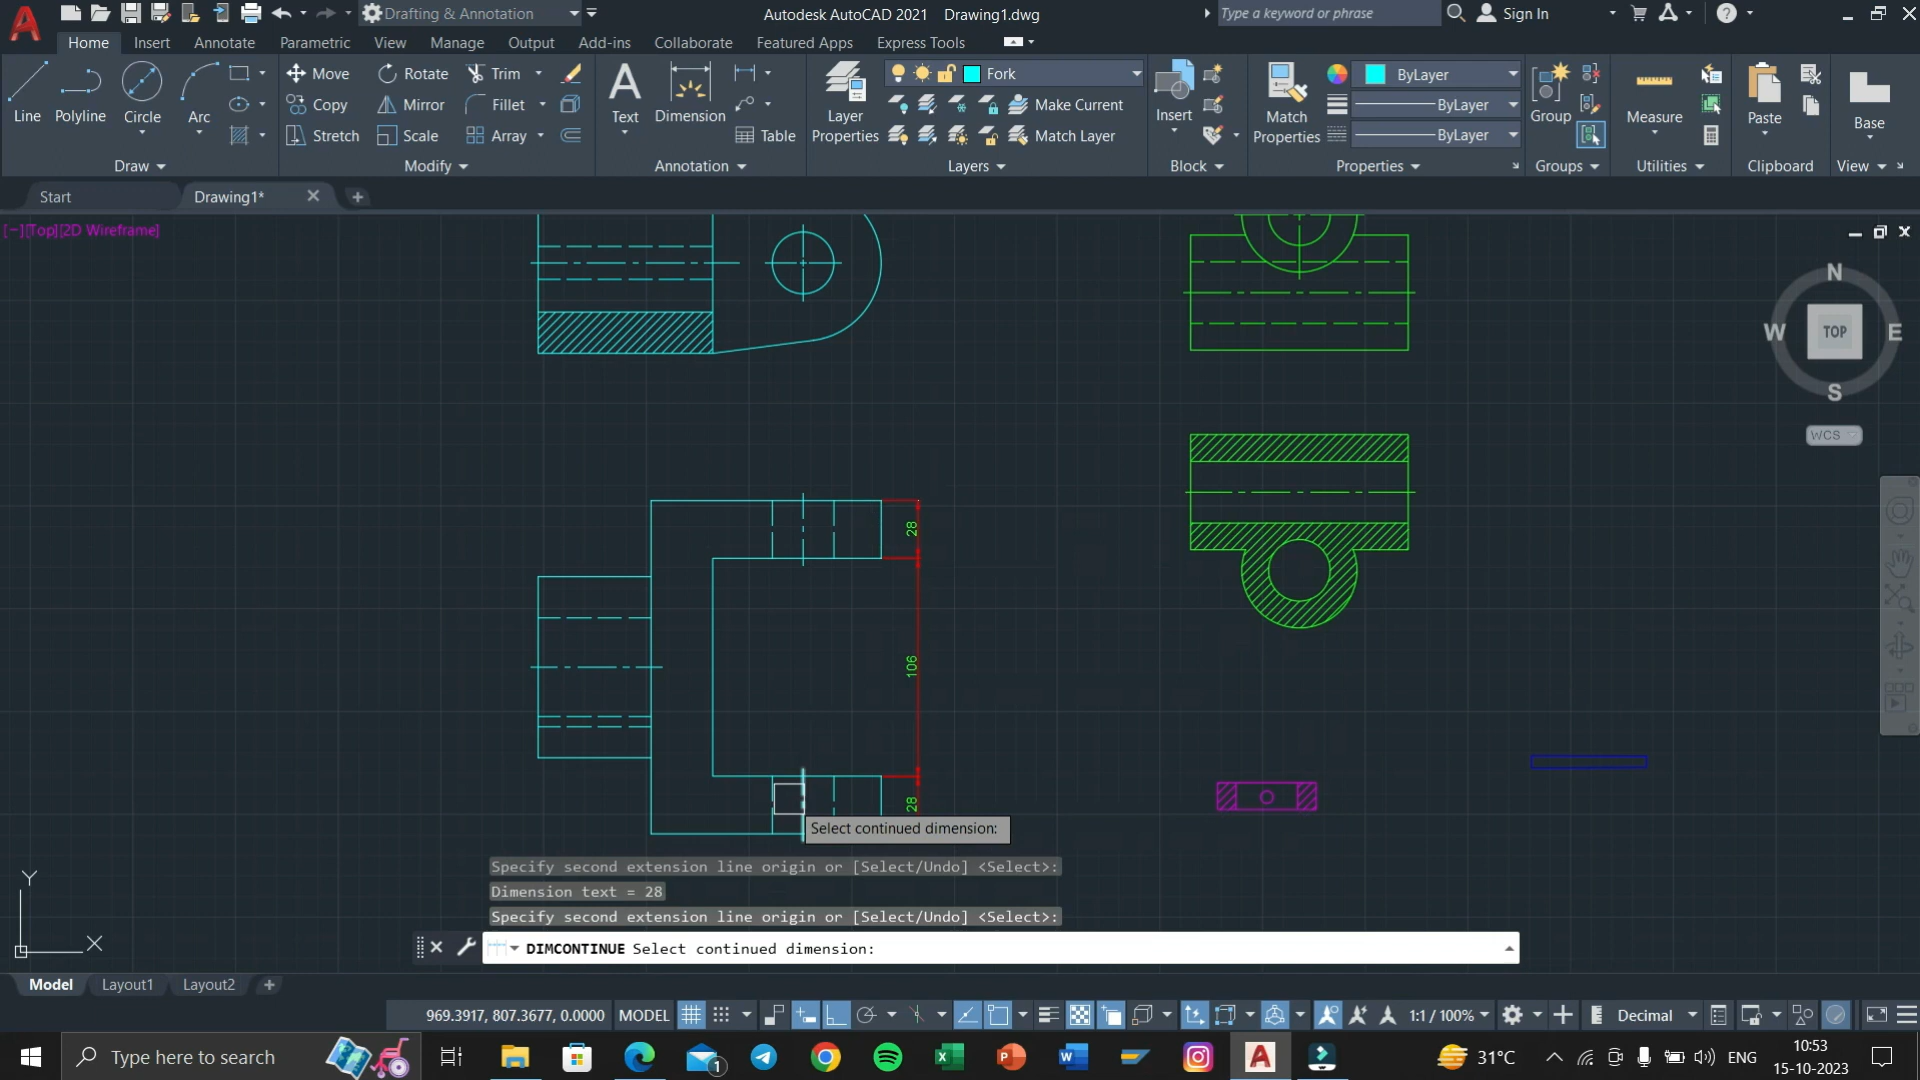 Drafting & Annotation
Autodesk AutoCAD 2021 Drawing1.dwg
Type a keyword or phrase
Sign In
Home Insert Annotate Parametric View Manage Output Add-ins Collaborate Featured Apps Express Tools
Line Polyline Circle Arc
Draw
Move Rotate Trim
Copy Mirror Fillet
Stretch Scale Array
Modify
Text Dimension
Table
Annotation
Layer Properties
Fork
Make Current
Match Layer
Layers
Insert
Block
Match Properties
ByLayer
ByLayer
ByLayer
Properties
Group
Groups
Measure
Utilities
Paste
Clipboard
Base
View
Start
Drawing1*
[−][Top][2D Wireframe]
N
W TOP E
S
WCS
28
106
28
Select continued dimension:
Specify second extension line origin or [Select/Undo] <Select>:
Dimension text = 28
Specify second extension line origin or [Select/Undo] <Select>:
DIMCONTINUE Select continued dimension:
Y
X
Model Layout1 Layout2
969.3917, 807.3677, 0.0000 MODEL
1:1 / 100%
Decimal
Type here to search
1
31°C
ENG
10:53
15-10-2023